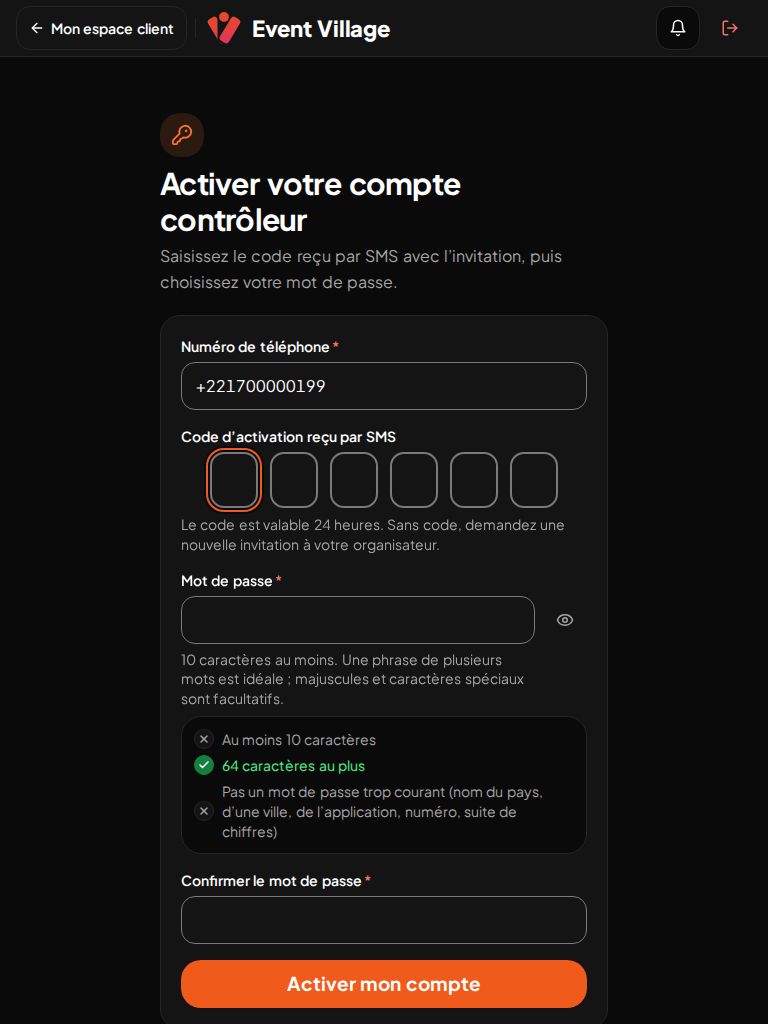 Mon espace client
Event Village
Activer votre compte
contrôleur
Saisissez le code reçu par SMS avec l’invitation, puis
choisissez votre mot de passe.
Numéro de téléphone *
+221700000199
Code d’activation reçu par SMS
Le code est valable 24 heures. Sans code, demandez une
nouvelle invitation à votre organisateur.
Mot de passe *
10 caractères au moins. Une phrase de plusieurs
mots est idéale ; majuscules et caractères spéciaux
sont facultatifs.
Au moins 10 caractères
64 caractères au plus
Pas un mot de passe trop courant (nom du pays,
d’une ville, de l’application, numéro, suite de
chiffres)
Confirmer le mot de passe *
Activer mon compte